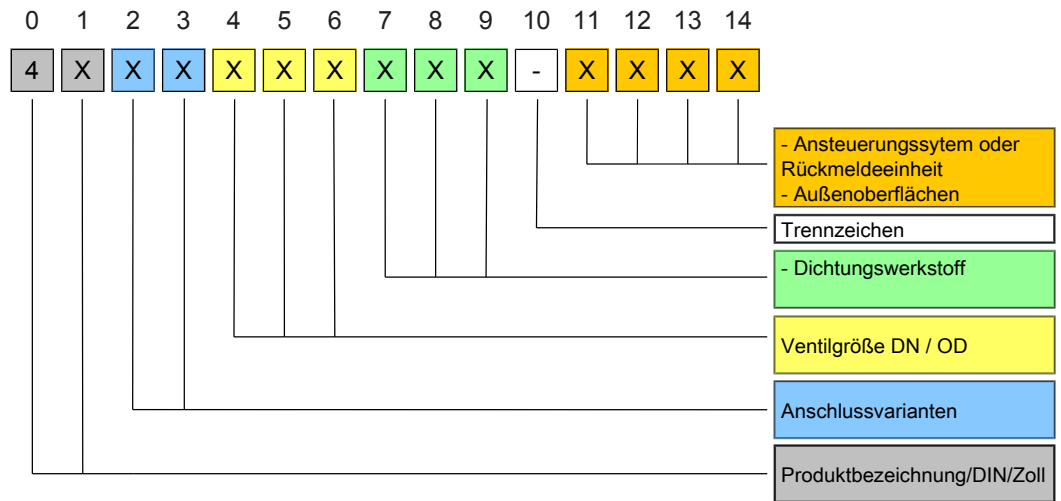 0 1 2 3 4 5 6 7 8 9 10 11 12 13 14
4 X X X X X X X X X - X X X X
- Ansteuerungssytem oder
Rückmeldeeinheit
- Außenoberflächen
Trennzeichen
- Dichtungswerkstoff
Ventilgröße DN / OD
Anschlussvarianten
Produktbezeichnung/DIN/Zoll